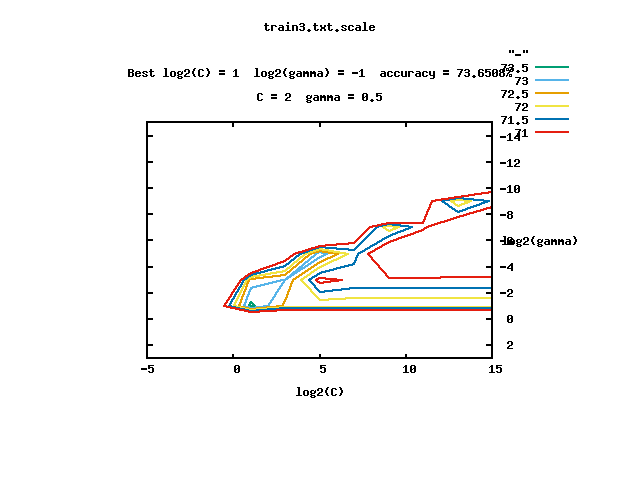 train3.txt.scale
"-"
Best log2(C) = 1  log2(gamma) = -1  accuracy = 73.6508%
73.5
73
C = 2  gamma = 0.5
72.5
72
71.5
71
-14
-12
-10
-8
-6
log2(gamma)
-4
-2
0
2
-5 0 5 10 15
log2(C)